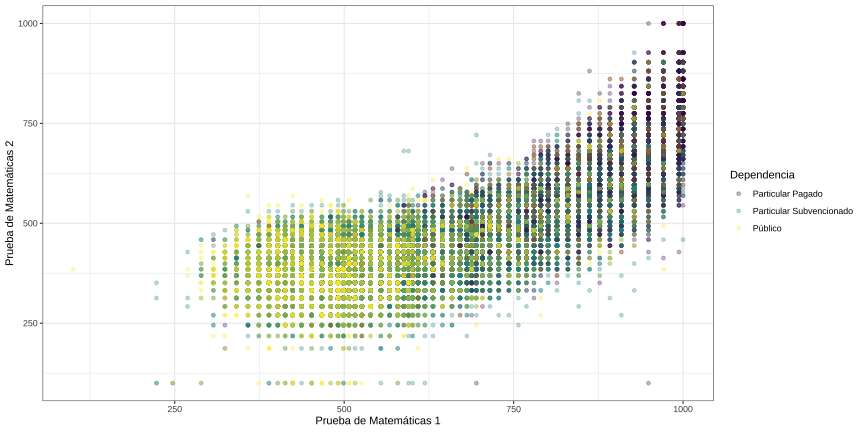 1000
750
500
250
Prueba de Matemáticas 2
250
500
750
1000
Prueba de Matemáticas 1
Dependencia
Particular Pagado
Particular Subvencionado
Público